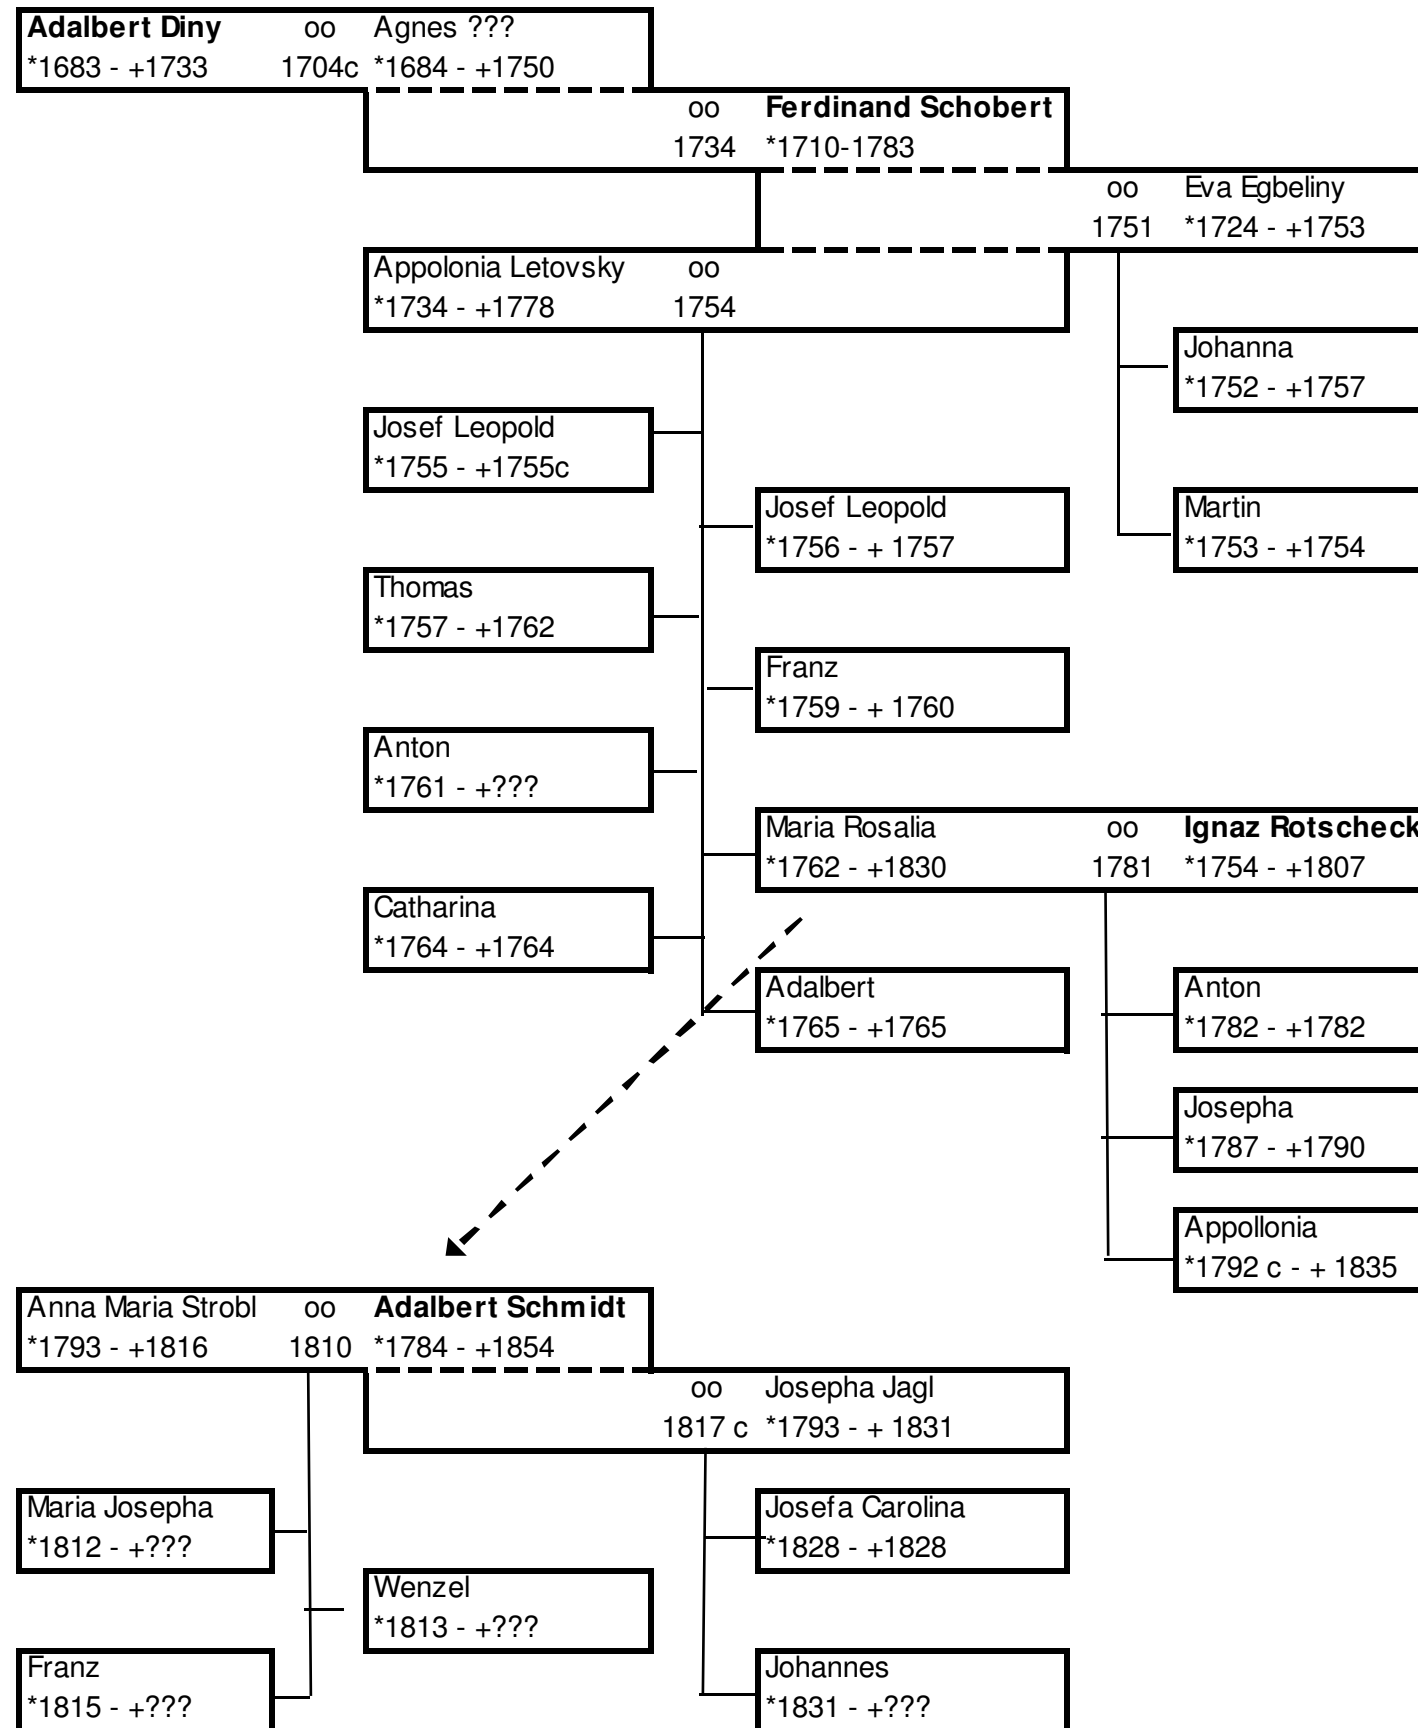 Adalbert Diny oo Agnes ???
*1683 - +1733 1704c *1684 - +1750
oo Ferdinand Schobert
1734 *1710-1783
oo Eva Egbeliny
1751 *1724 - +1753
Appolonia Letovsky oo
*1734 - +1778 1754
Johanna
*1752 - +1757
Josef Leopold
*1755 - +1755c
Josef Leopold
*1756 - + 1757
Martin
*1753 - +1754
Thomas
*1757 - +1762
Franz
*1759 - + 1760
Anton
*1761 - +???
Maria Rosalia oo Ignaz Rotscheck
*1762 - +1830 1781 *1754 - +1807
Catharina
*1764 - +1764
Adalbert
*1765 - +1765
Anton
*1782 - +1782
Josepha
*1787 - +1790
Appollonia
*1792 c - + 1835
Anna Maria Strobl oo Adalbert Schmidt
*1793 - +1816 1810 *1784 - +1854
oo Josepha Jagl
1817 c *1793 - + 1831
Maria Josepha
*1812 - +???
Josefa Carolina
*1828 - +1828
Wenzel
*1813 - +???
Franz
*1815 - +???
Johannes
*1831 - +???